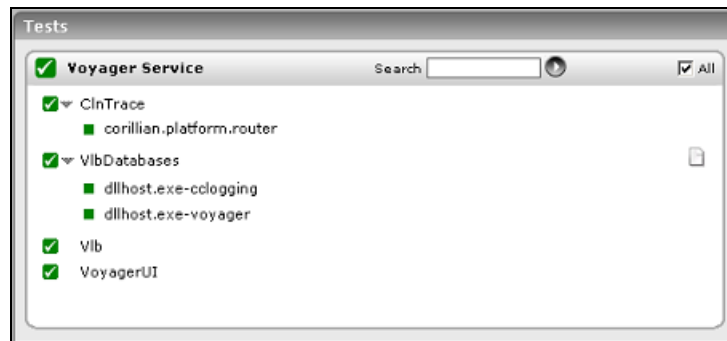 Tests
Voyager Service Search All
ClnTrace
corillian.platform.router
VlbDatabases
dllhost.exe-cclogging
dllhost.exe-voyager
Vlb
VoyagerUI